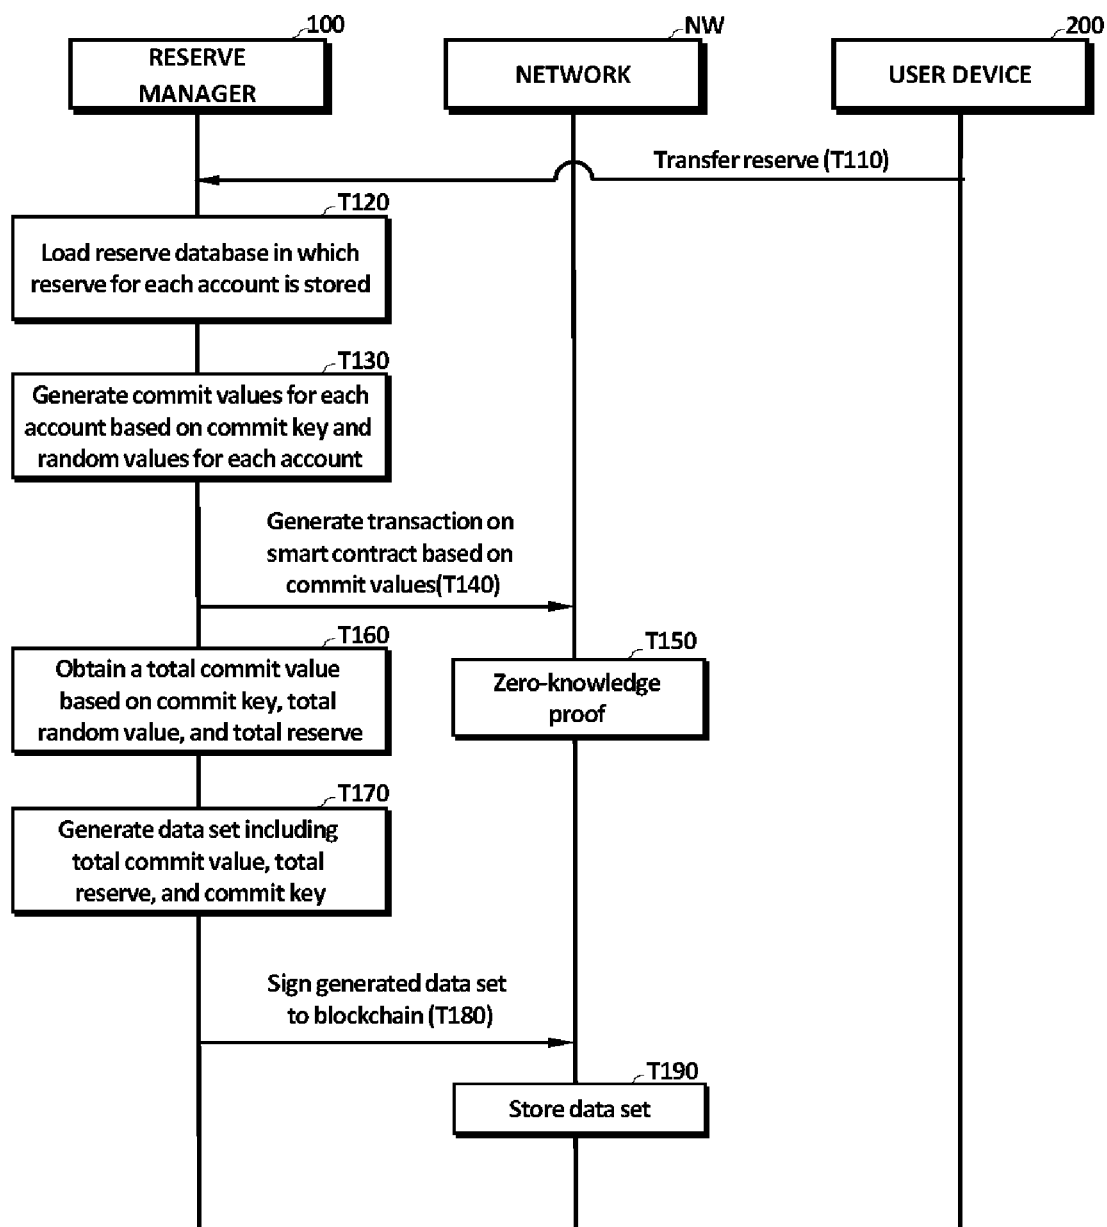 100
NW
200
RESERVE
MANAGER
NETWORK
USER DEVICE
Transfer reserve (T110)
T120
Load reserve database in which
reserve for each account is stored
T130
Generate commit values for each
account based on commit key and
random values for each account
Generate transaction on
smart contract based on
commit values(T140)
T160
Obtain a total commit value
based on commit key, total
random value, and total reserve
T150
Zero-knowledge
proof
T170
Generate data set including
total commit value, total
reserve, and commit key
Sign generated data set
to blockchain (T180)
T190
Store data set